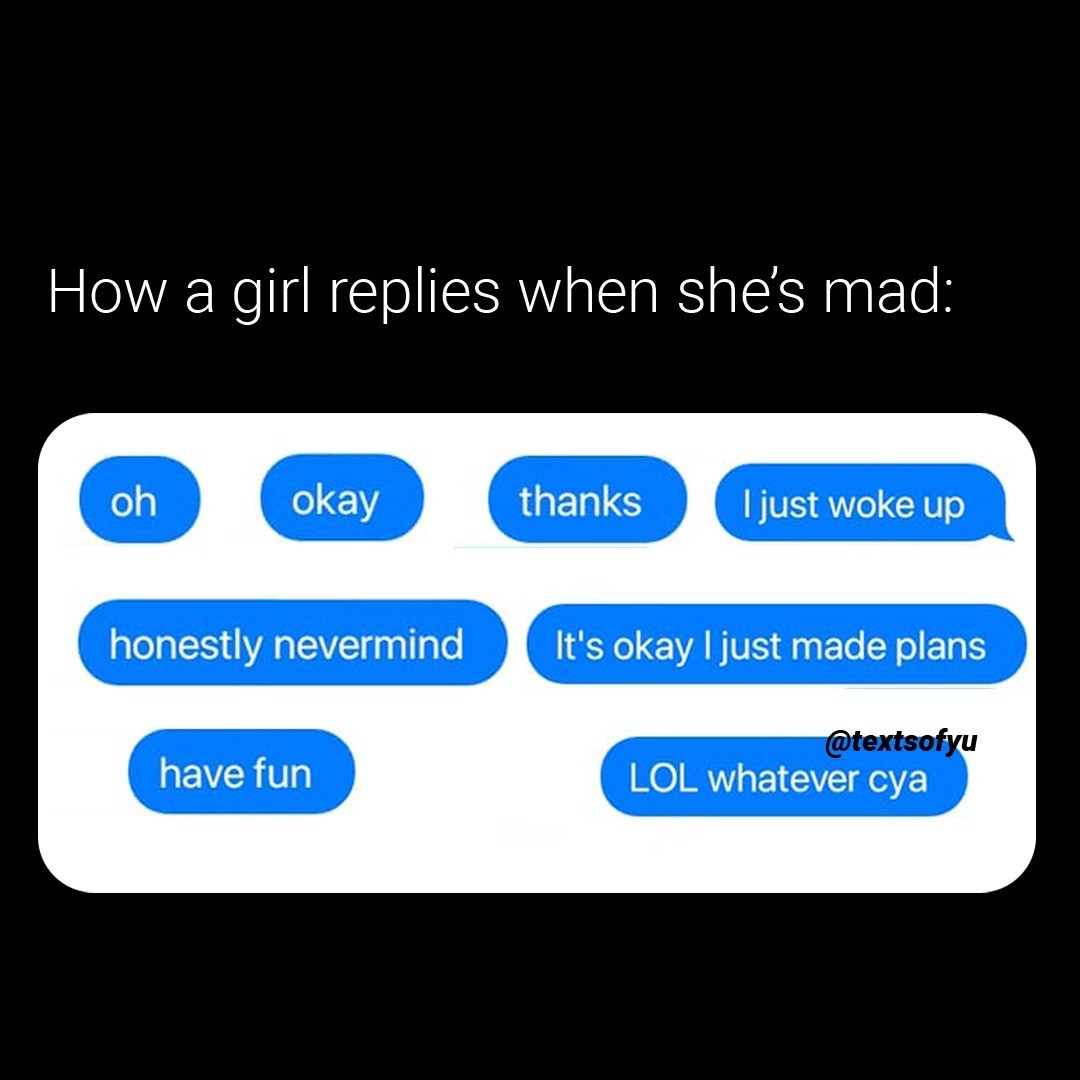 How a girl replies when she’s mad:
oh
okay
thanks
I just woke up
honestly nevermind
It's okay I just made plans
have fun
@textsofyu
LOL whatever cya